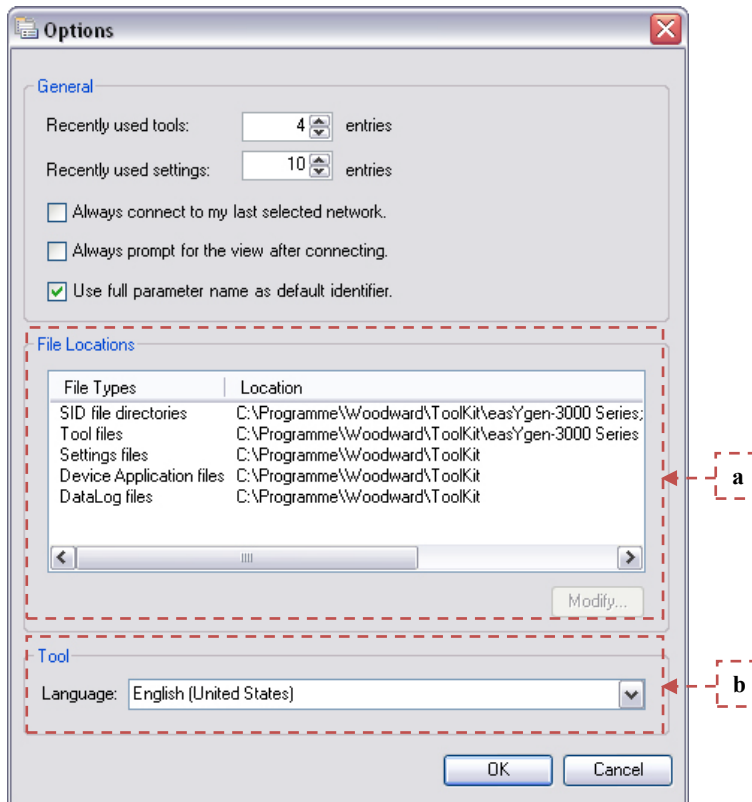 Options
General
Recently used tools: 4 entries
Recently used settings: 10 entries
Always connect to my last selected network.
Always prompt for the view after connecting.
Use full parameter name as default identifier.
File Locations
File Types Location
SID file directories C:\Programme\Woodward\ToolKit\easYgen-3000 Series;
Tool files C:\Programme\Woodward\ToolKit\easYgen-3000 Series
Settings files C:\Programme\Woodward\ToolKit
Device Application files C:\Programme\Woodward\ToolKit
DataLog files C:\Programme\Woodward\ToolKit
a
Modify...
Tool
Language: English (United States)
b
OK Cancel